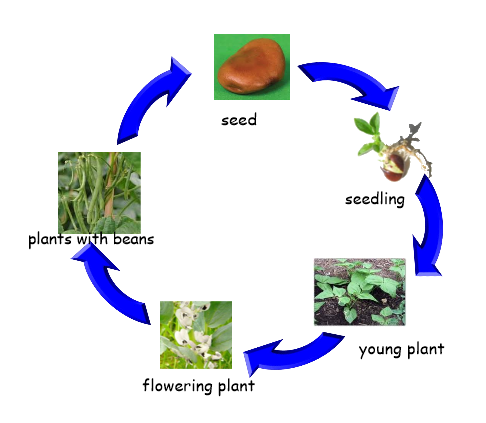 seed
seedling
young plant
flowering plant
plants with beans